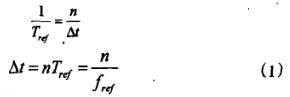 1/T_ref = n/Δt
Δt = nT_ref = n/f_ref (1)